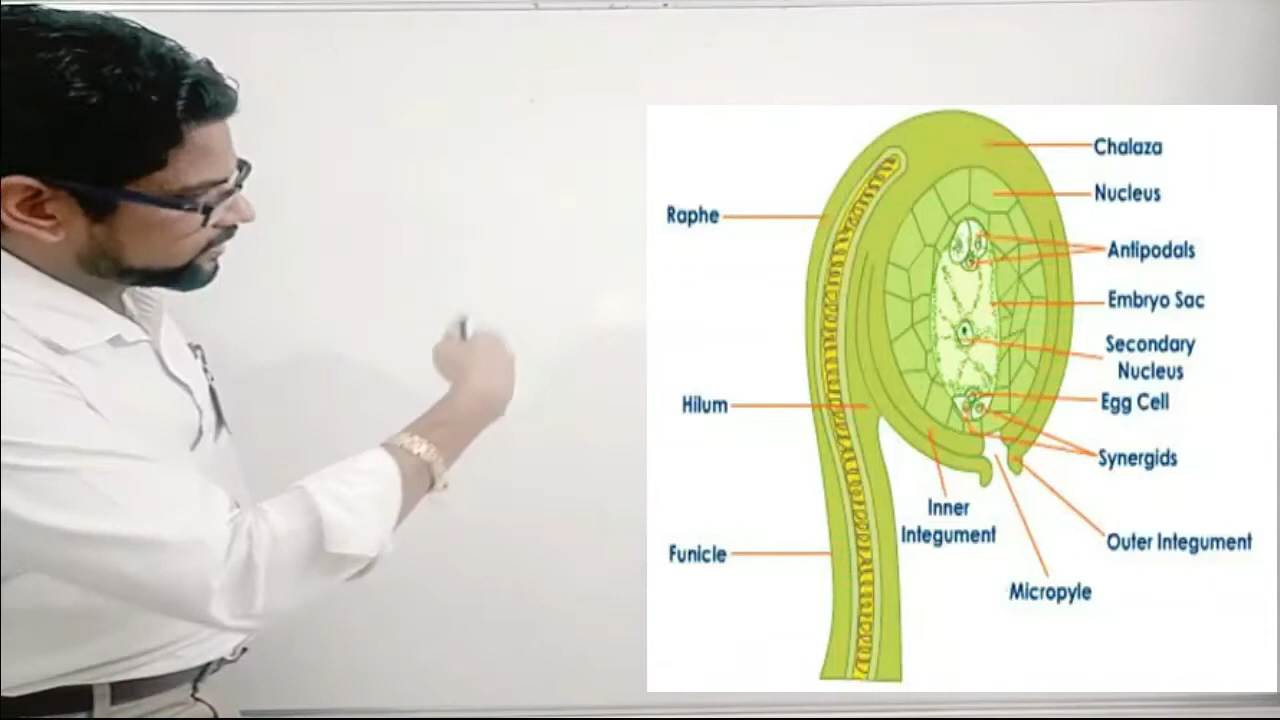 Chalaza
Nucleus
Raphe
Antipodals
Embryo Sac
Secondary
Nucleus
Egg Cell
Hilum
Synergids
Inner
Integument
Outer Integument
Funicle
Micropyle